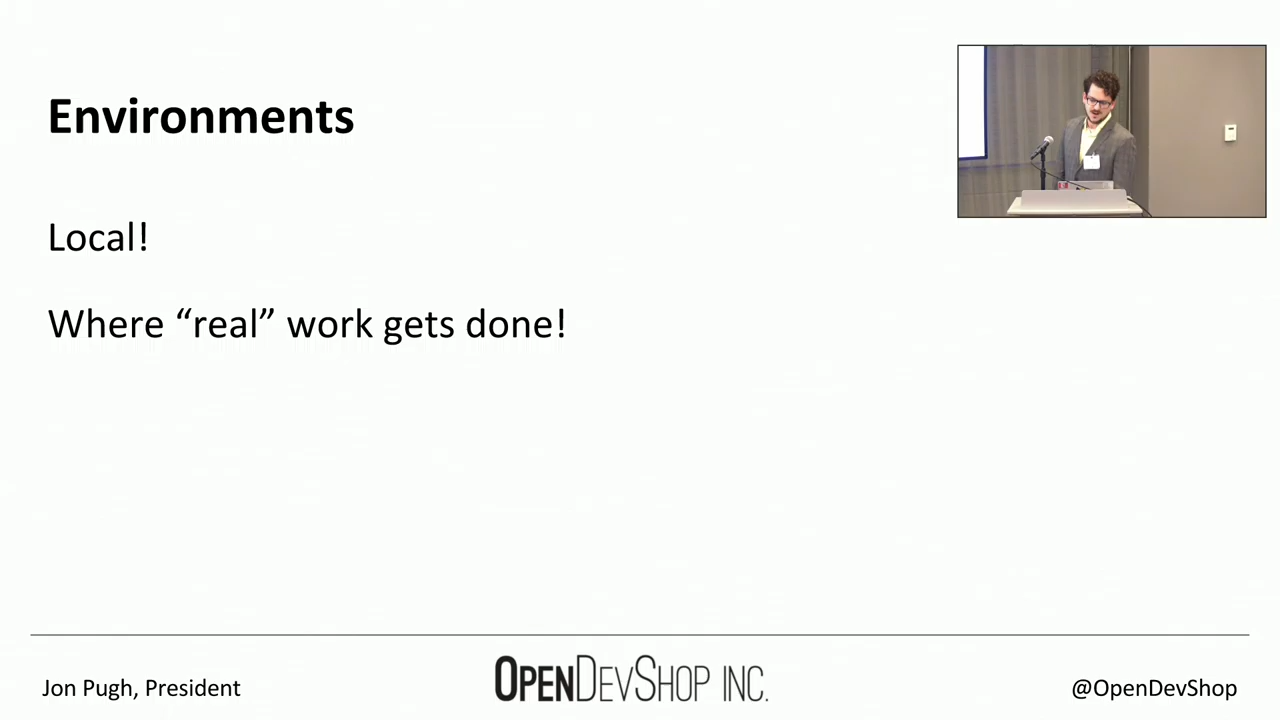 Environments
Local!
Where “real” work gets done!
Jon Pugh, President
OPENDEVSHOP INC.
@OpenDevShop